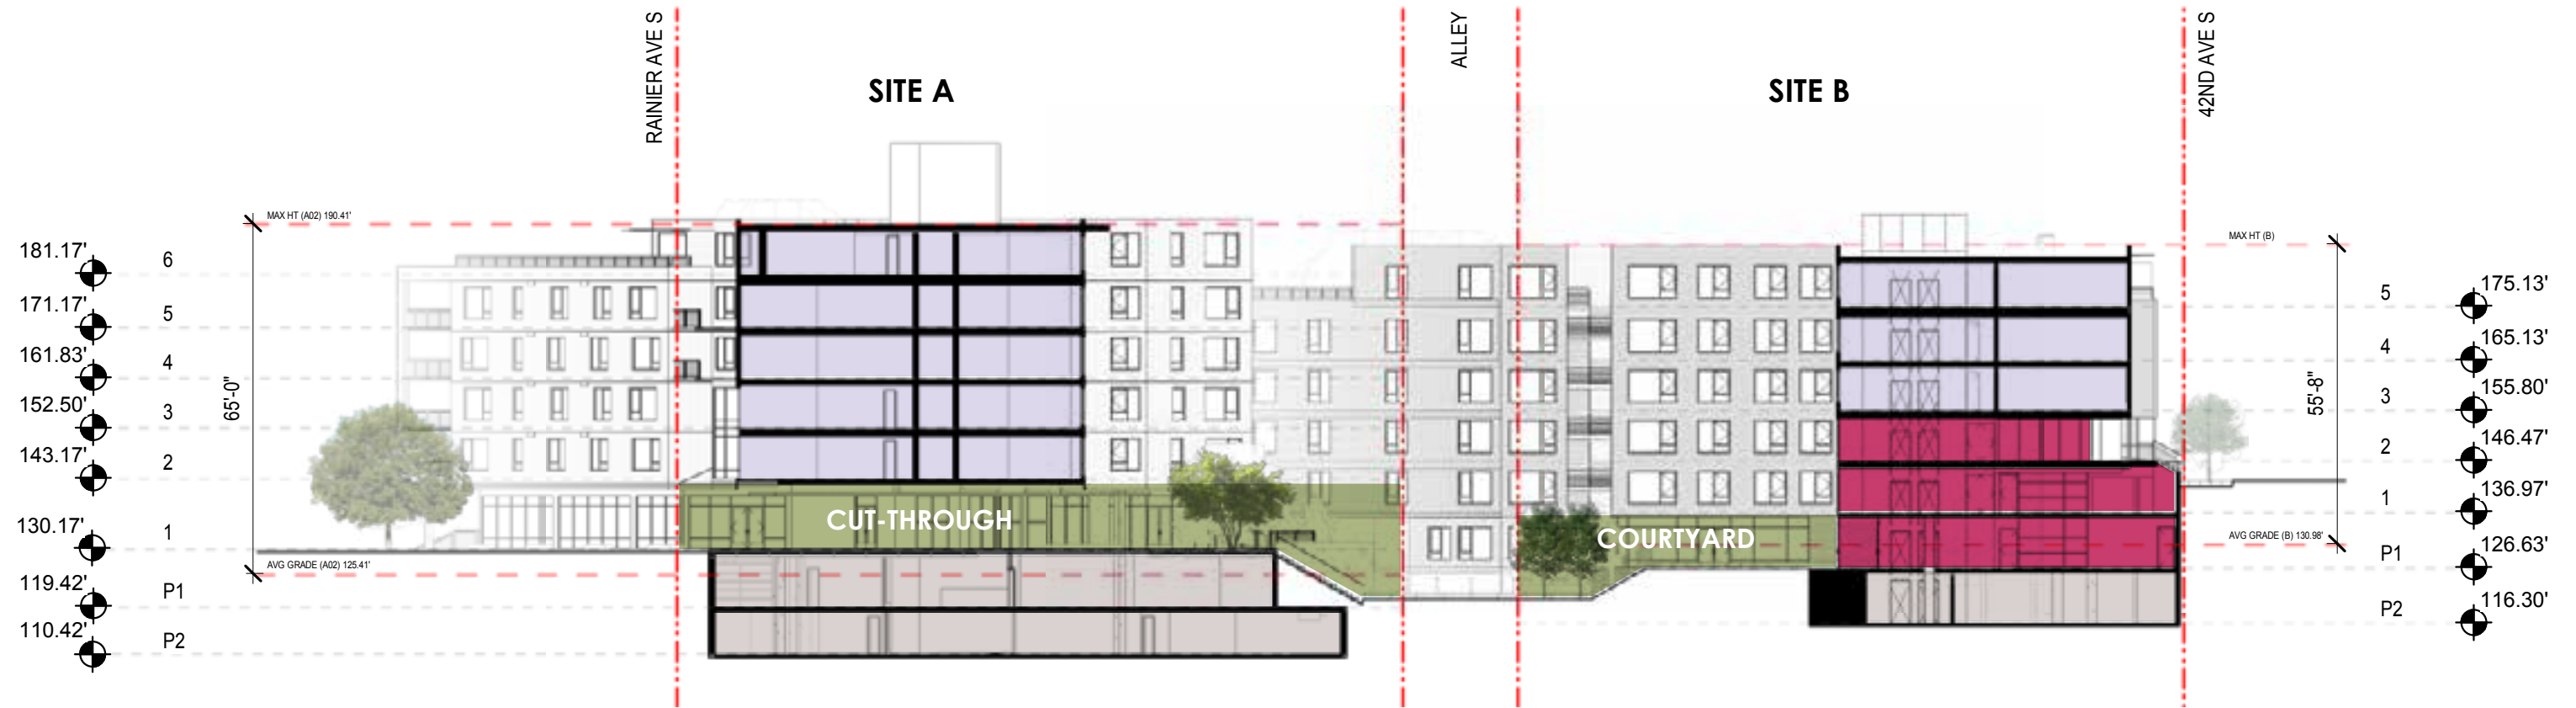 RAINIER AVE S
ALLEY
42ND AVE S
SITE A
SITE B
MAX HT (A02) 190.41'
MAX HT (B)
181.17'
6
171.17'
5
161.83'
4
152.50'
3
143.17'
2
130.17'
1
119.42'
P1
110.42'
P2
65'-0"
AVG GRADE (A02) 125.41'
CUT-THROUGH
COURTYARD
5
175.13'
4
165.13'
3
155.80'
2
146.47'
1
136.97'
P1
126.63'
P2
116.30'
55'-8"
AVG GRADE (B) 130.98'